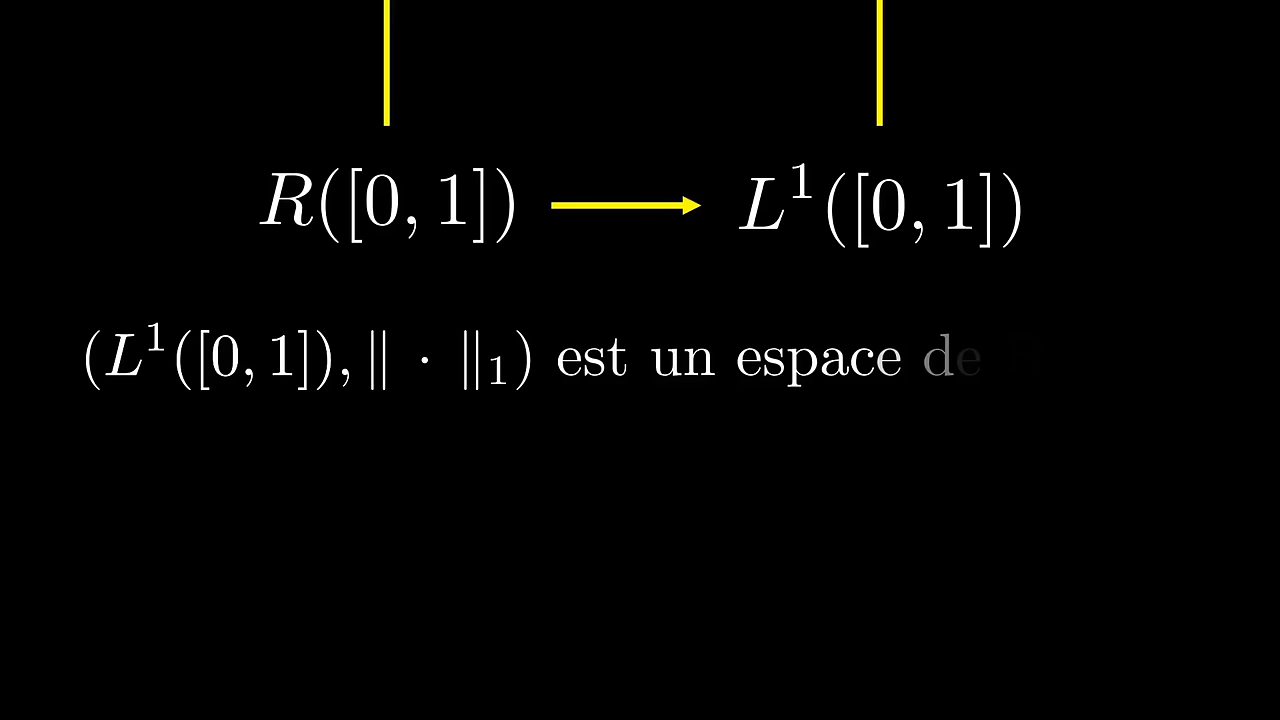 R([0, 1]) ⟶ L¹([0, 1])
(L¹([0, 1]), ‖ · ‖₁) est un espace de